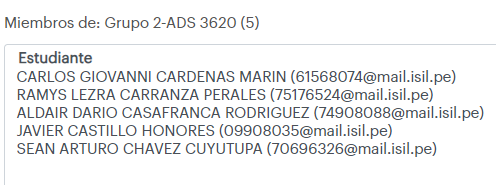 Miembros de: Grupo 2-ADS 3620 (5)
Estudiante
CARLOS GIOVANNI CARDENAS MARIN (61568074@mail.isil.pe)
RAMYS LEZRA CARRANZA PERALES (75176524@mail.isil.pe)
ALDAIR DARIO CASAFRANCA RODRIGUEZ (74908088@mail.isil.pe)
JAVIER CASTILLO HONORES (09908035@mail.isil.pe)
SEAN ARTURO CHAVEZ CUYUTUPA (70696326@mail.isil.pe)